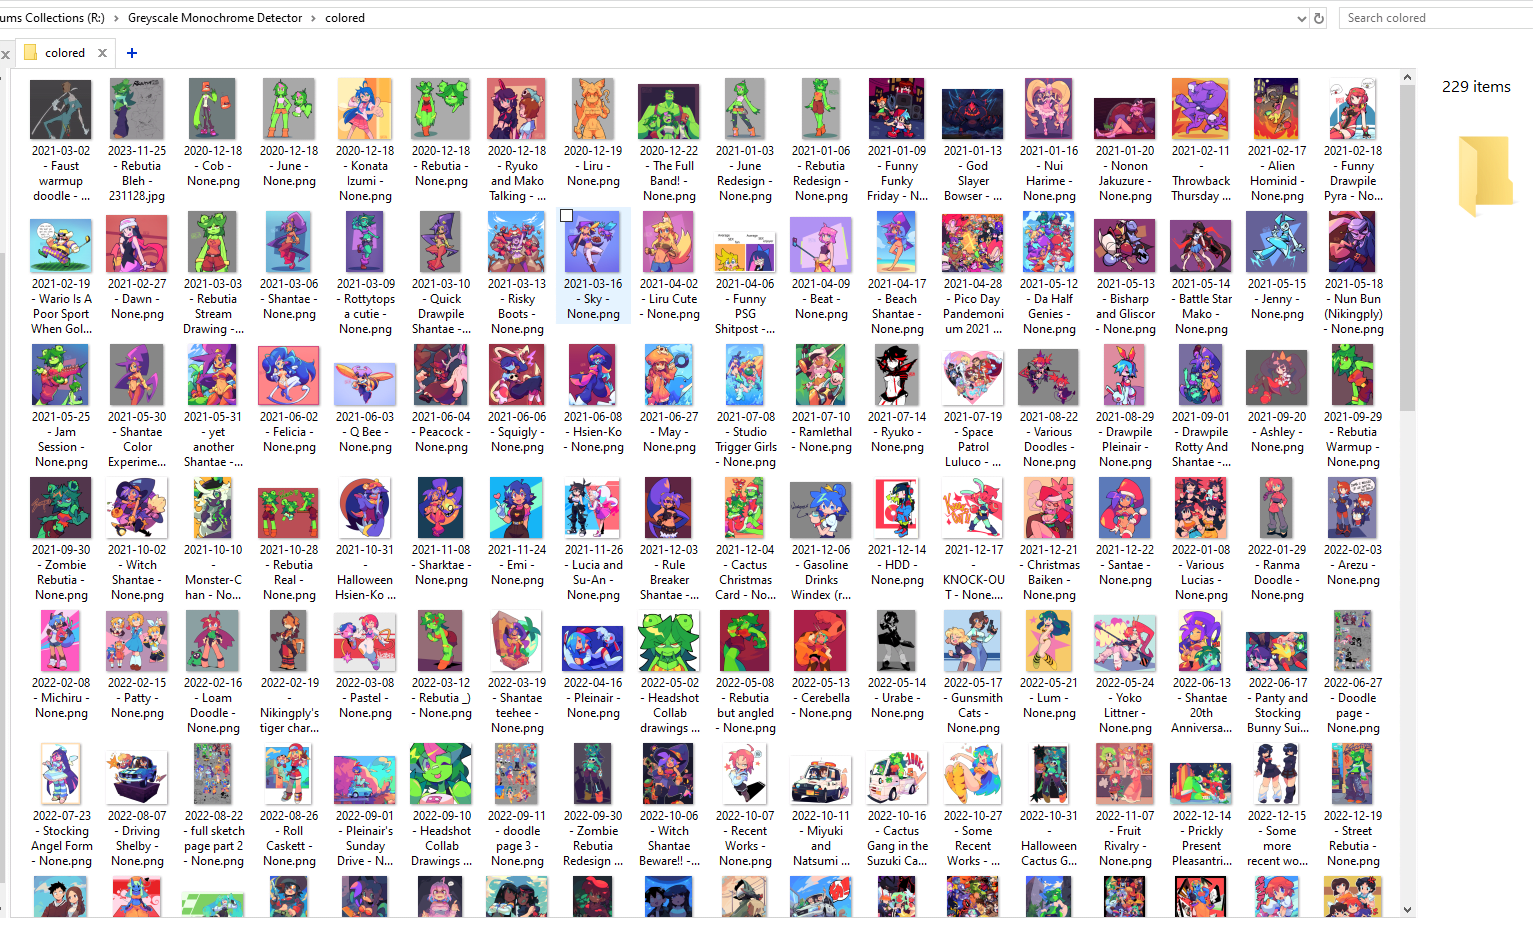 ums Collections (R:) > Greyscale Monochrome Detector > colored
Search colored
colored
229 items
2021-03-02 - Faust warmup doodle - ...
2023-11-25 - Rebutia Bleh - 231128.jpg
2020-12-18 - Cob - None.png
2020-12-18 - June - None.png
2020-12-18 - Konata Izumi - None.png
2020-12-18 - Rebutia - None.png
2020-12-18 - Ryuko and Mako Talking - ...
2020-12-19 - Liru - None.png
2020-12-22 - The Full Band! - None.png
2021-01-03 - June Redesign - None.png
2021-01-06 - Rebutia Redesign - None.png
2021-01-09 - Funny Funky Friday - N...
2021-01-13 - God Slayer Bowser - ...
2021-01-16 - Nui Harime - None.png
2021-01-20 - Nonon Jakuzure - None.png
2021-02-11 - Throwback Thursday ...
2021-02-17 - Alien Hominid - None.png
2021-02-18 - Funny Drawpile Pyra - No...
2021-02-19 - Wario Is A Poor Sport When Gol...
2021-02-27 - Dawn - None.png
2021-03-03 - Rebutia Stream Drawing - ...
2021-03-06 - Shantae - None.png
2021-03-09 - Rottytops a cutie - None.png
2021-03-10 - Quick Drawpile Shantae - ...
2021-03-13 - Risky Boots - None.png
2021-03-16 - Sky - None.png
2021-04-02 - Liru Cute - None.png
2021-04-06 - Funny PSG Shitpost - ...
2021-04-09 - Beat - None.png
2021-04-17 - Beach Shantae - None.png
2021-04-28 - Pico Day Pandemonium 2021 ...
2021-05-12 - Da Half Genies - None.png
2021-05-13 - Bisharp and Gliscor - None.png
2021-05-14 - Battle Star Mako - None.png
2021-05-15 - Jenny - None.png
2021-05-18 - Nun Bun (Nikingply) - None.png
2021-05-25 - Jam Session - None.png
2021-05-30 - Shantae Color Experime...
2021-05-31 - yet another Shantae - ...
2021-06-02 - Felicia - None.png
2021-06-03 - Q Bee - None.png
2021-06-04 - Peacock - None.png
2021-06-06 - Squigly - None.png
2021-06-08 - Hsien-Ko - None.png
2021-06-27 - May - None.png
2021-07-08 - Studio Trigger Girls - None.png
2021-07-10 - Ramlethal - None.png
2021-07-14 - Ryuko - None.png
2021-07-19 - Space Patrol Luluco - ...
2021-08-22 - Various Doodles - None.png
2021-08-29 - Drawpile Pleinair - None.png
2021-09-01 - Drawpile Rotty And Shantae - ...
2021-09-20 - Ashley - None.png
2021-09-29 - Rebutia Warmup - None.png
2021-09-30 - Zombie Rebutia - None.png
2021-10-02 - Witch Shantae - None.png
2021-10-10 - Monster-Chan - No...
2021-10-28 - Rebutia Real - None.png
2021-10-31 - Halloween Hsien-Ko ...
2021-11-08 - Sharktae - None.png
2021-11-24 - Emi - None.png
2021-11-26 - Lucia and Su-An - None.png
2021-12-03 - Rule Breaker Shantae - ...
2021-12-04 - Cactus Christmas Card - No...
2021-12-06 - Gasoline Drinks Windex (r...
2021-12-14 - HDD - None.png
2021-12-17 - KNOCK-OUT - None....
2021-12-21 - Christmas Baiken - None.png
2021-12-22 - Santae - None.png
2022-01-08 - Various Lucias - None.png
2022-01-29 - Ranma Doodle - None.png
2022-02-03 - Arezu - None.png
2022-02-08 - Michiru - None.png
2022-02-15 - Patty - None.png
2022-02-16 - Loam Doodle - None.png
2022-02-19 - Nikingply's tiger char...
2022-03-08 - Pastel - None.png
2022-03-12 - Rebutia _) - None.png
2022-03-19 - Shantae teehee - None.png
2022-04-16 - Pleinair - None.png
2022-05-02 - Headshot Collab drawings ...
2022-05-08 - Rebutia but angled - None.png
2022-05-13 - Cerebella - None.png
2022-05-14 - Urabe - None.png
2022-05-17 - Gunsmith Cats - None.png
2022-05-21 - Lum - None.png
2022-05-24 - Yoko Littner - None.png
2022-06-13 - Shantae 20th Anniversa...
2022-06-17 - Panty and Stocking Bunny Sui...
2022-06-27 - Doodle page - None.png
2022-07-23 - Stocking Angel Form - None.png
2022-08-07 - Driving Shelby - None.png
2022-08-22 - full sketch page part 2 - None.png
2022-08-26 - Roll Caskett - None.png
2022-09-01 - Pleinair's Sunday Drive - N...
2022-09-10 - Headshot Collab Drawings ...
2022-09-11 - doodle page 3 - None.png
2022-09-30 - Zombie Rebutia Redesign ...
2022-10-06 - Witch Shantae Beware!! - ...
2022-10-07 - Recent Works - None.png
2022-10-11 - Miyuki and Natsumi ...
2022-10-16 - Cactus Gang in the Suzuki Ca...
2022-10-27 - Some Recent Works - ...
2022-10-31 - Halloween Cactus G...
2022-11-07 - Fruit Rivalry - None.png
2022-12-14 - Prickly Present Pleasantri...
2022-12-15 - Some more recent wo...
2022-12-19 - Street Rebutia - None.png